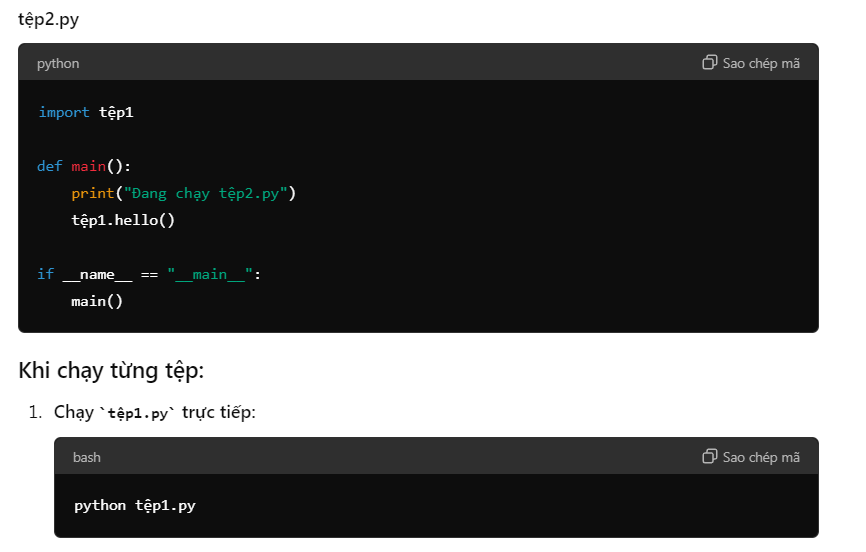 tệp2.py
python Sao chép mã
import tệp1
def main():
    print("Đang chạy tệp2.py")
    tệp1.hello()
if __name__ == "__main__":
    main()
Khi chạy từng tệp:
1. Chạy `tệp1.py` trực tiếp:
bash Sao chép mã
python tệp1.py